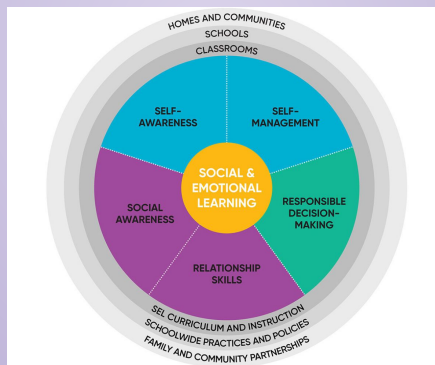 HOMES AND COMMUNITIES
SCHOOLS
CLASSROOMS
SELF-
AWARENESS
SELF-
MANAGEMENT
SOCIAL &
EMOTIONAL
LEARNING
SOCIAL
AWARENESS
RESPONSIBLE
DECISION-
MAKING
RELATIONSHIP
SKILLS
SEL CURRICULUM AND INSTRUCTION
SCHOOLWIDE PRACTICES AND POLICIES
FAMILY AND COMMUNITY PARTNERSHIPS